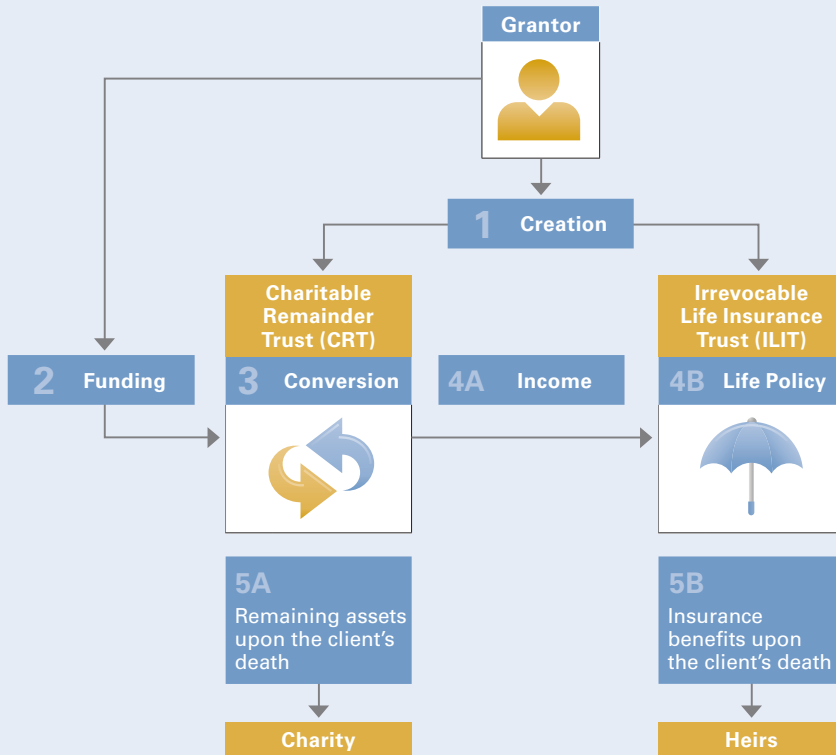 Grantor
1 Creation
Charitable
Remainder
Trust (CRT)
Irrevocable
Life Insurance
Trust (ILIT)
2 Funding
3 Conversion
4A Income
4B Life Policy
5A
Remaining assets
upon the client's
death
5B
Insurance
benefits upon
the client's death
Charity
Heirs